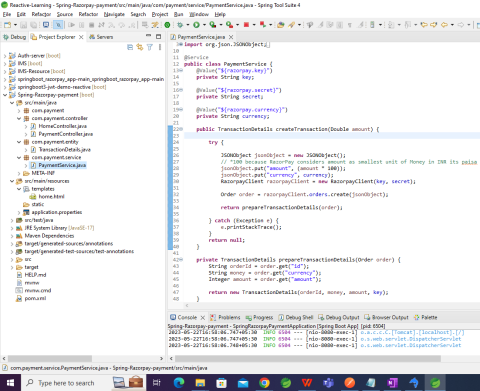 Reactive-Learning - Spring-Razorpay-payment/src/main/java/com/payment/service/PaymentService.java - Spring Tool Suite 4
File Edit Refactor Source Refactor Navigate Search Project Run Window Help
Debug Project Explorer Servers
Auth-server [boot]
IMS [boot]
IMS-Resource [boot]
springboot_razorpay_app-main_springboot_razorpay_app-main
springboot3-jwt-demo-reactive [boot]
Spring-Razorpay-payment [boot]
src/main/java
com.payment
com.payment.controller
HomeController.java
PaymentController.java
com.payment.entity
TransactionDetails.java
com.payment.service
PaymentService.java
META-INF
src/main/resources
templates
home.html
static
application.properties
src/test/java
JRE System Library [JavaSE-17]
Maven Dependencies
target/generated-sources/annotations
target/generated-test-sources/test-annotations
src
target
HELP.md
mvnw
mvnw.cmd
pom.xml
PaymentService.java
import org.json.JSONObject;
@Service
public class PaymentService {
@Value("${razorpay.key}")
private String key;
@Value("${razorpay.secret}")
private String secret;
@Value("${razorpay.currency}")
private String currency;
public TransactionDetails createTransaction(Double amount) {
try {
JSONObject jsonObject = new JSONObject();
// *100 because RazorPay considers amount as smallest unit of Money in INR its paisa
jsonObject.put("amount", (amount * 100));
jsonObject.put("currency", currency);
RazorpayClient razorpayClient = new RazorpayClient(key, secret);
Order order = razorpayClient.orders.create(jsonObject);
return prepareTransactionDetails(order);
} catch (Exception e) {
e.printStackTrace();
}
return null;
}
private TransactionDetails prepareTransactionDetails(Order order) {
String orderId = order.get("id");
String money = order.get("currency");
Integer amount = order.get("amount");
return new TransactionDetails(orderId, money, amount, key);
}
Console Problems Debug Shell Debug Output Browser Output Palette
Spring-Razorpay-payment - SpringRazorpayPaymentApplication [Spring Boot App] [pid: 6504]
2023-05-22T16:58:06.747+05:30 INFO 6504 --- [nio-8080-exec-1] o.a.c.c.C.[Tomcat].[localhost].[/]
2023-05-22T16:58:06.747+05:30 INFO 6504 --- [nio-8080-exec-1] o.s.web.servlet.DispatcherServlet
2023-05-22T16:58:06.748+05:30 INFO 6504 --- [nio-8080-exec-1] o.s.web.servlet.DispatcherServlet
com.payment.service.PaymentService.java - Spring-Razorpay-payment/src/main/java
Type here to search